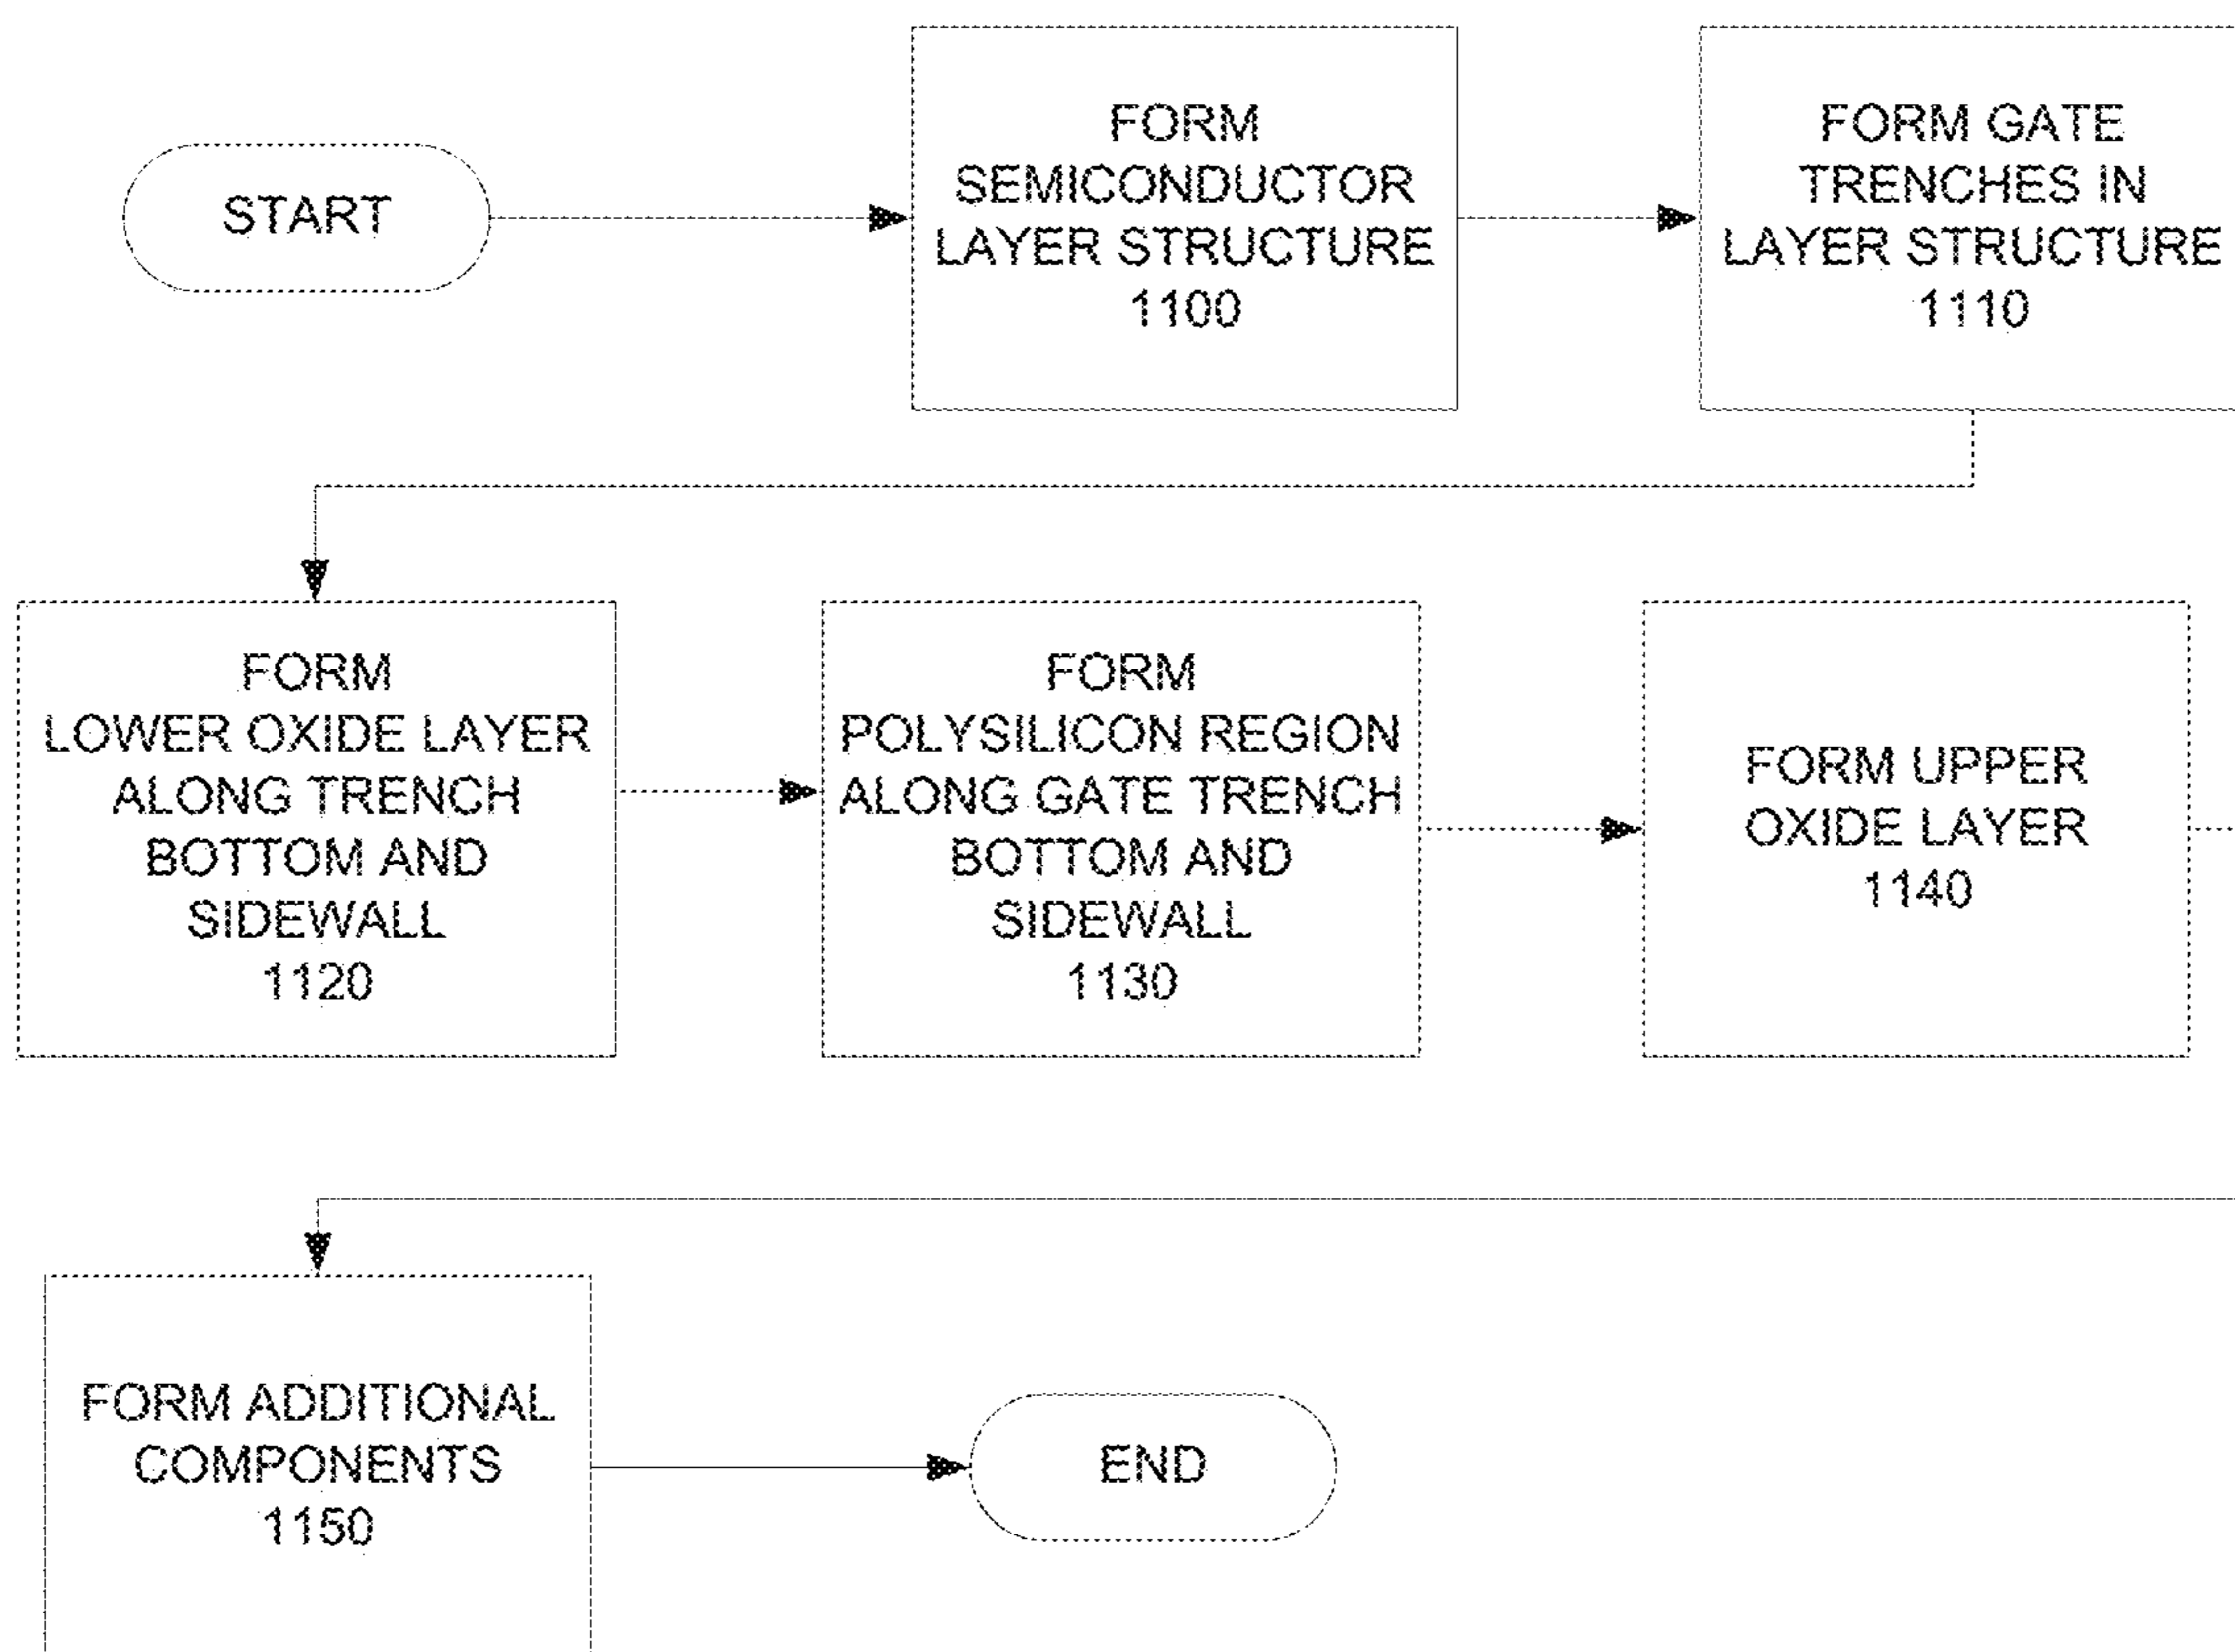 START
FORM
SEMICONDUCTOR
LAYER STRUCTURE
1100
FORM GATE
TRENCHES IN
LAYER STRUCTURE
1110
FORM
LOWER OXIDE LAYER
ALONG TRENCH
BOTTOM AND
SIDEWALL
1120
FORM
POLYSILICON REGION
ALONG GATE TRENCH
BOTTOM AND
SIDEWALL
1130
FORM UPPER
OXIDE LAYER
1140
FORM ADDITIONAL
COMPONENTS
1150
END